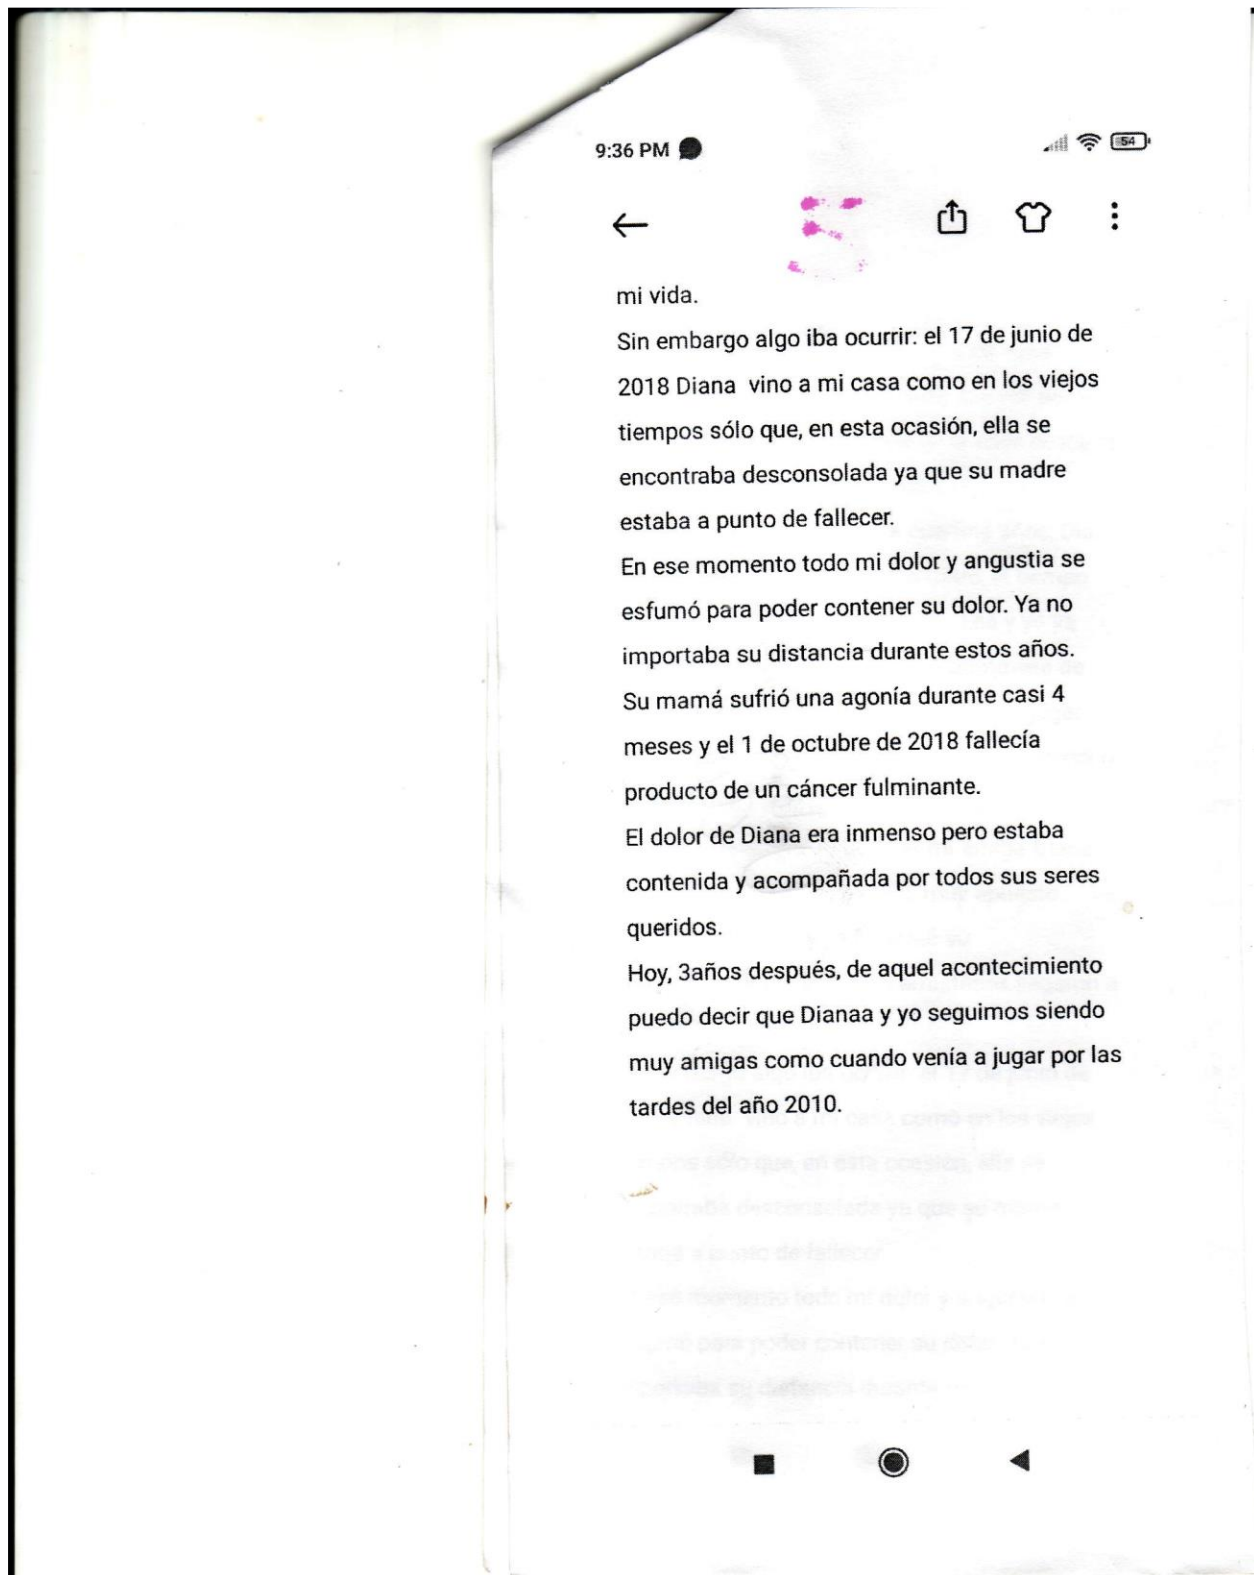 9:36 PM
54
mi vida.
Sin embargo algo iba ocurrir: el 17 de junio de
2018 Diana  vino a mi casa como en los viejos
tiempos sólo que, en esta ocasión, ella se
encontraba desconsolada ya que su madre
estaba a punto de fallecer.
En ese momento todo mi dolor y angustia se
esfumó para poder contener su dolor. Ya no
importaba su distancia durante estos años.
Su mamá sufrió una agonía durante casi 4
meses y el 1 de octubre de 2018 fallecía
producto de un cáncer fulminante.
El dolor de Diana era inmenso pero estaba
contenida y acompañada por todos sus seres
queridos.
Hoy, 3años después, de aquel acontecimiento
puedo decir que Dianaa y yo seguimos siendo
muy amigas como cuando venía a jugar por las
tardes del año 2010.